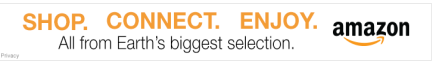 SHOP. CONNECT. ENJOY.
All from Earth's biggest selection.
amazon
Privacy